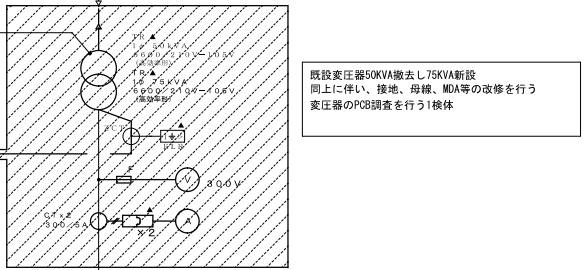 TR ▲
1φ 50kVA
6600/210V－105V
(高効率形)
TR ▲
1φ 75kVA
6600/210V－105V
(高効率形)
ZCT
ELR
F
V
300V
CT×2
300/5A
×2
A
既設変圧器50KVA撤去し75KVA新設
同上に伴い、接地、母線、MDA等の改修を行う
変圧器のPCB調査を行う1検体